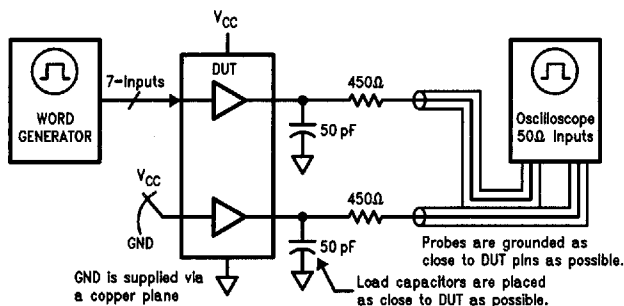 V_CC
WORD
GENERATOR
7-Inputs
DUT
450Ω
50 pF
Oscilloscope
50Ω Inputs
V_CC
GND
450Ω
50 pF
GND is supplied via
a copper plane
Probes are grounded as
close to DUT pins as possible.
Load capacitors are placed
as close to DUT as possible.